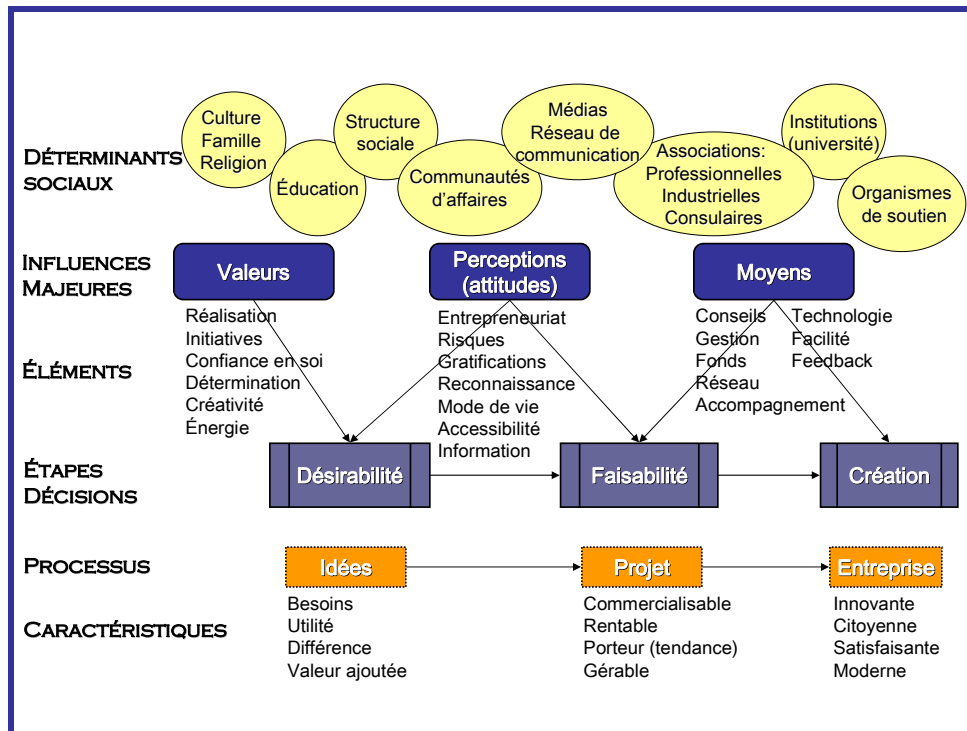 Culture
Famille
Religion
Éducation
Structure
sociale
Communautés
d'affaires
Médias
Réseau de
communication
Associations:
Professionnelles
Industrielles
Consulaires
Institutions
(université)
Organismes
de soutien
DÉTERMINANTS
SOCIAUX
INFLUENCES
MAJEURES
Valeurs
Perceptions
(attitudes)
Moyens
ÉLÉMENTS
Réalisation
Initiatives
Confiance en soi
Détermination
Créativité
Énergie
Entrepreneuriat
Risques
Gratifications
Reconnaissance
Mode de vie
Accessibilité
Information
Conseils
Gestion
Fonds
Réseau
Accompagnement
Technologie
Facilité
Feedback
ÉTAPES
DÉCISIONS
Désirabilité
Faisabilité
Création
PROCESSUS
Idées
Projet
Entreprise
CARACTÉRISTIQUES
Besoins
Utilité
Différence
Valeur ajoutée
Commercialisable
Rentable
Porteur (tendance)
Gérable
Innovante
Citoyenne
Satisfaisante
Moderne